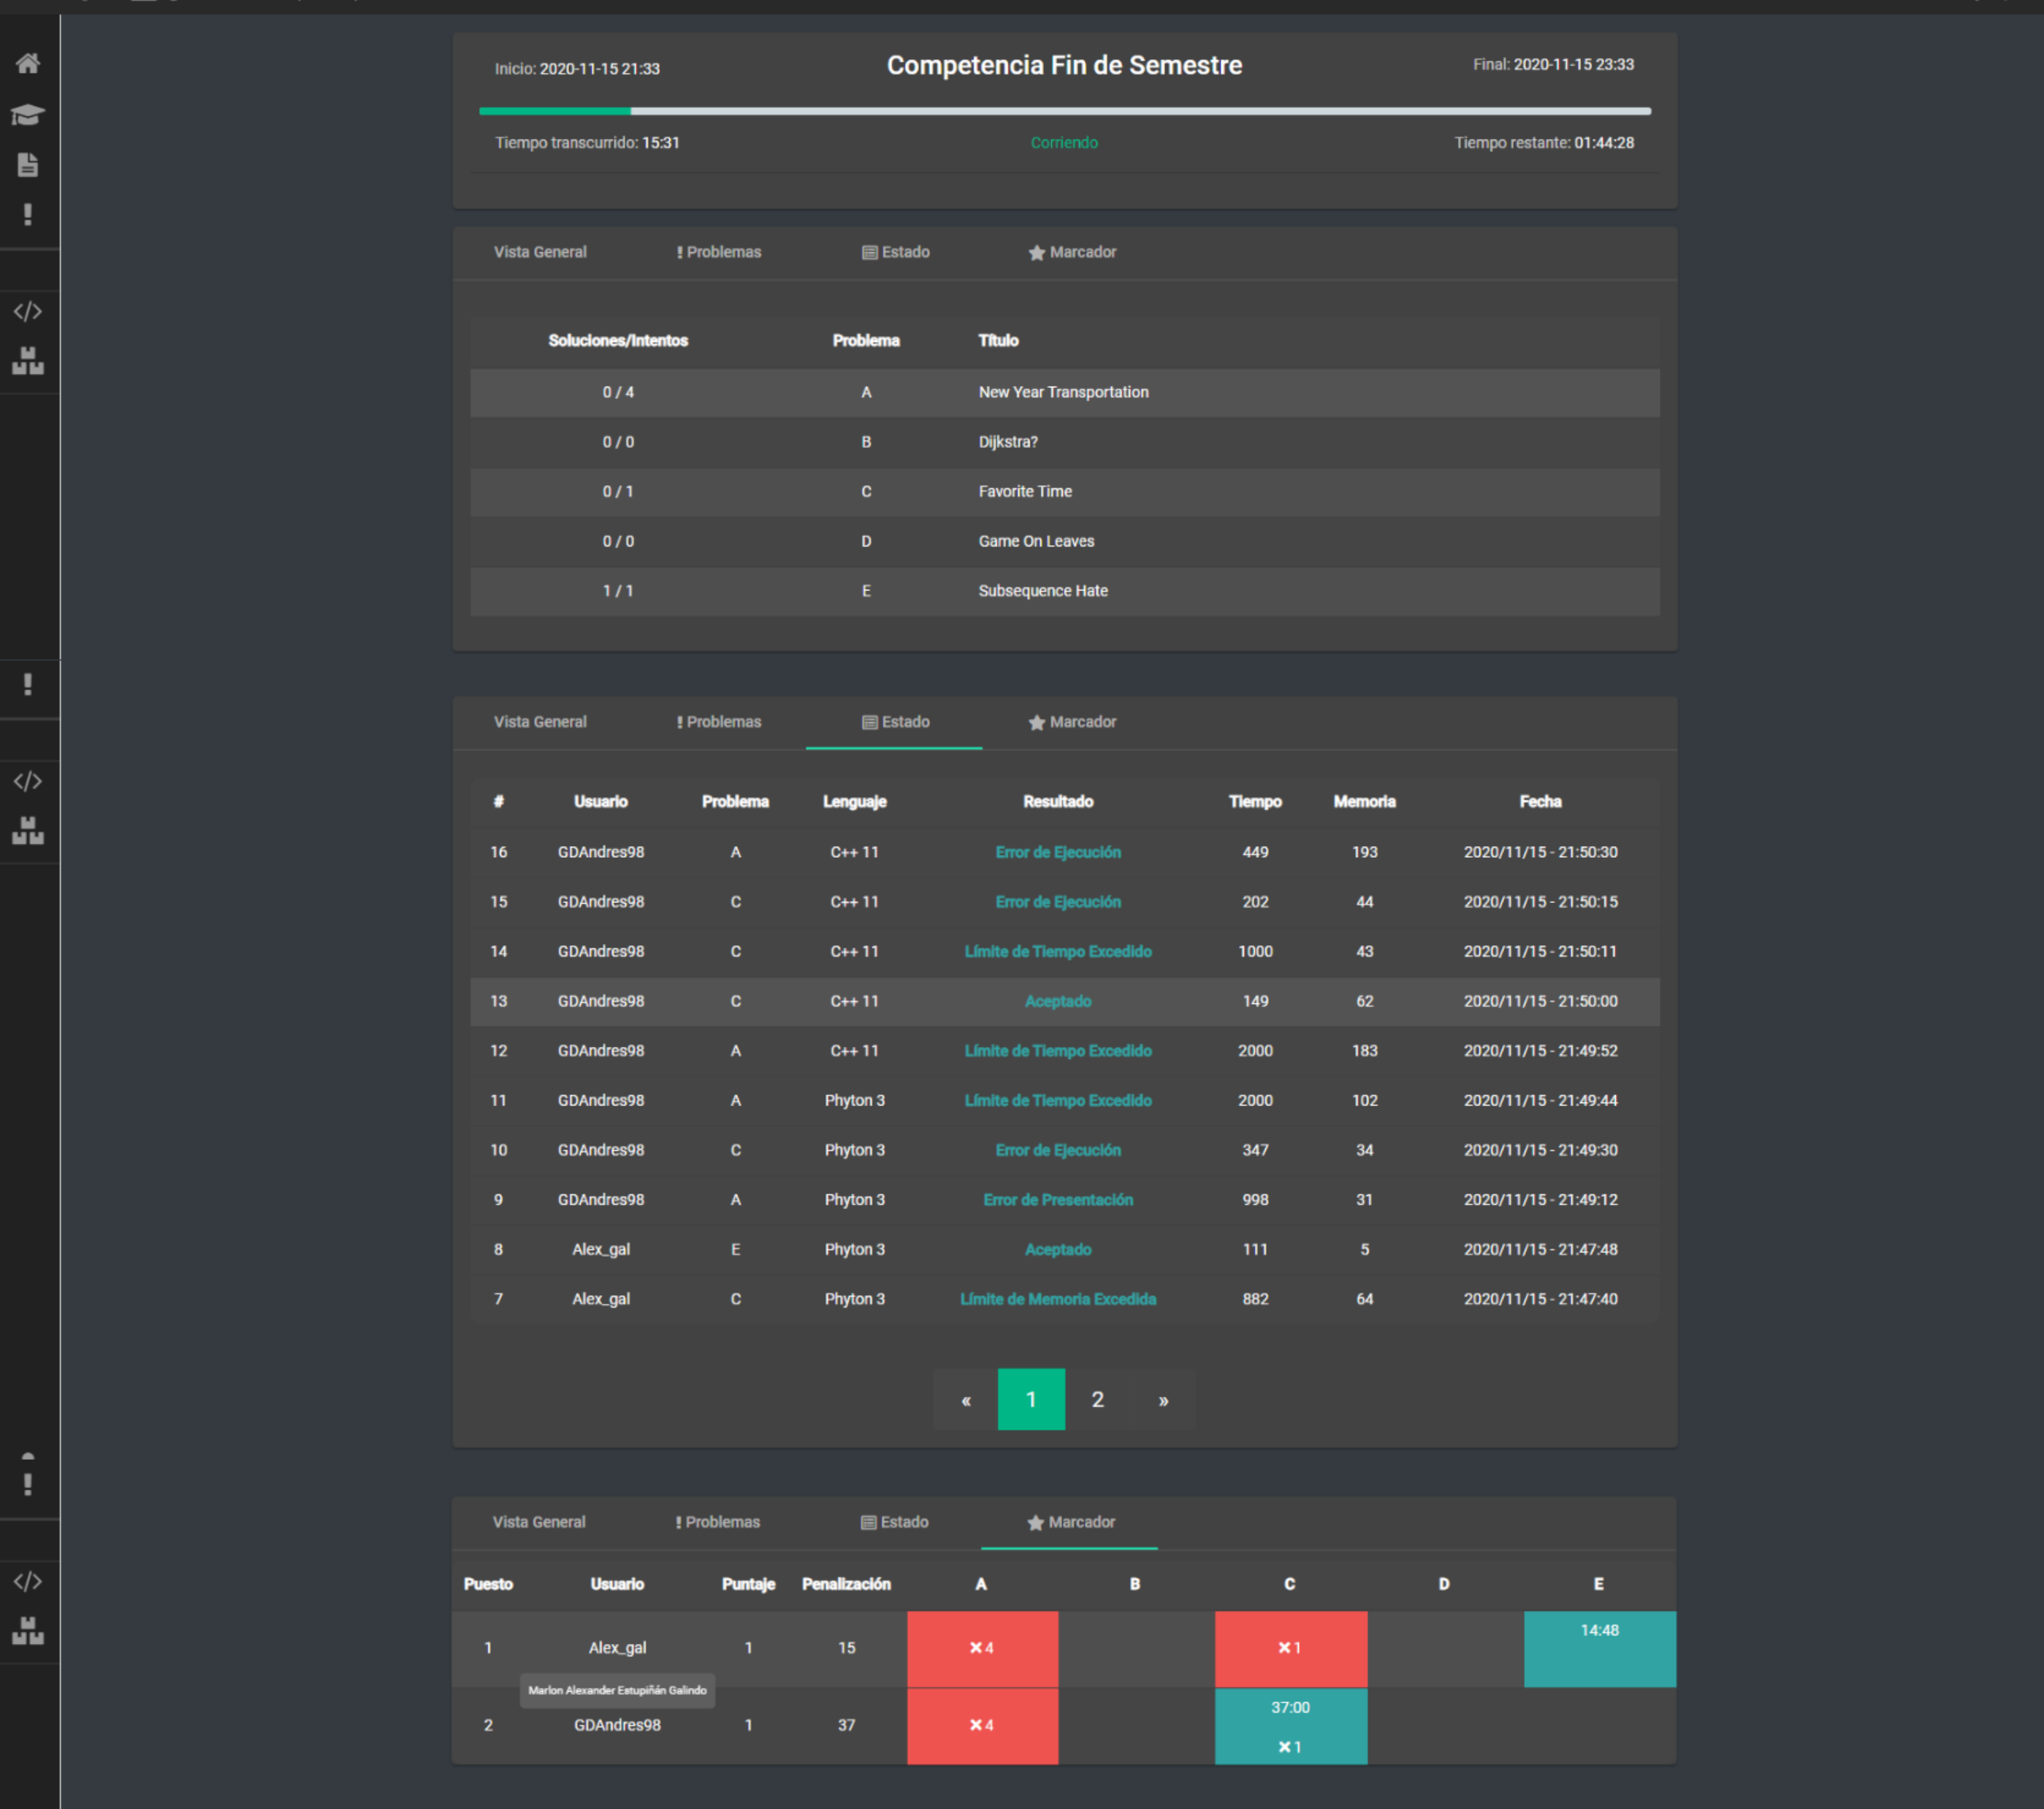 Competencia Fin de Semestre
Inicio: 2020-11-15 21:33
Final: 2020-11-15 23:33
Tiempo transcurrido: 15:31
Corriendo
Tiempo restante: 01:44:28
Vista General Problemas Estado Marcador
Soluciones/Intentos Problema Título
0 / 4 A New Year Transportation
0 / 0 B Dijkstra?
0 / 1 C Favorite Time
0 / 0 D Game On Leaves
1 / 1 E Subsequence Hate
Vista General Problemas Estado Marcador
# Usuario Problema Lenguaje Resultado Tiempo Memoria Fecha
16 GDAndres98 A C++ 11 Error de Ejecución 449 193 2020/11/15 - 21:50:30
15 GDAndres98 C C++ 11 Error de Ejecución 202 44 2020/11/15 - 21:50:15
14 GDAndres98 C C++ 11 Límite de Tiempo Excedido 1000 43 2020/11/15 - 21:50:11
13 GDAndres98 C C++ 11 Aceptado 149 62 2020/11/15 - 21:50:00
12 GDAndres98 A C++ 11 Límite de Tiempo Excedido 2000 183 2020/11/15 - 21:49:52
11 GDAndres98 A Phyton 3 Límite de Tiempo Excedido 2000 102 2020/11/15 - 21:49:44
10 GDAndres98 C Phyton 3 Error de Ejecución 347 34 2020/11/15 - 21:49:30
9 GDAndres98 A Phyton 3 Error de Presentación 998 31 2020/11/15 - 21:49:12
8 Alex_gal E Phyton 3 Aceptado 111 5 2020/11/15 - 21:47:48
7 Alex_gal C Phyton 3 Límite de Memoria Excedida 882 64 2020/11/15 - 21:47:40
« 1 2 »
Vista General Problemas Estado Marcador
Puesto Usuario Puntaje Penalización A B C D E
1 Alex_gal 1 15 ✕ 4 ✕ 1 14:48
Marlon Alexander Estupiñán Galindo
2 GDAndres98 1 37 ✕ 4 37:00
✕ 1